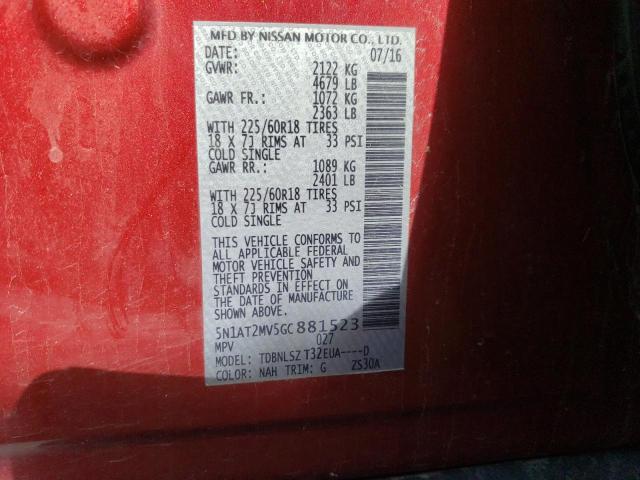 MFD BY NISSAN MOTOR CO., LTD.
DATE: 07/16
GVWR: 2122 KG
4679 LB
GAWR FR.: 1072 KG
2363 LB
WITH 225/60R18 TIRES
18 X 7J RIMS AT 33 PSI
COLD SINGLE
GAWR RR.: 1089 KG
2401 LB
WITH 225/60R18 TIRES
18 X 7J RIMS AT 33 PSI
COLD SINGLE
THIS VEHICLE CONFORMS TO
ALL APPLICABLE FEDERAL
MOTOR VEHICLE SAFETY AND
THEFT PREVENTION
STANDARDS IN EFFECT ON
THE DATE OF MANUFACTURE
SHOWN ABOVE.
5N1AT2MV5GC881523
MPV 027
MODEL: TDBNLSZ T32EUA----D
COLOR: NAH TRIM: G ZS30A